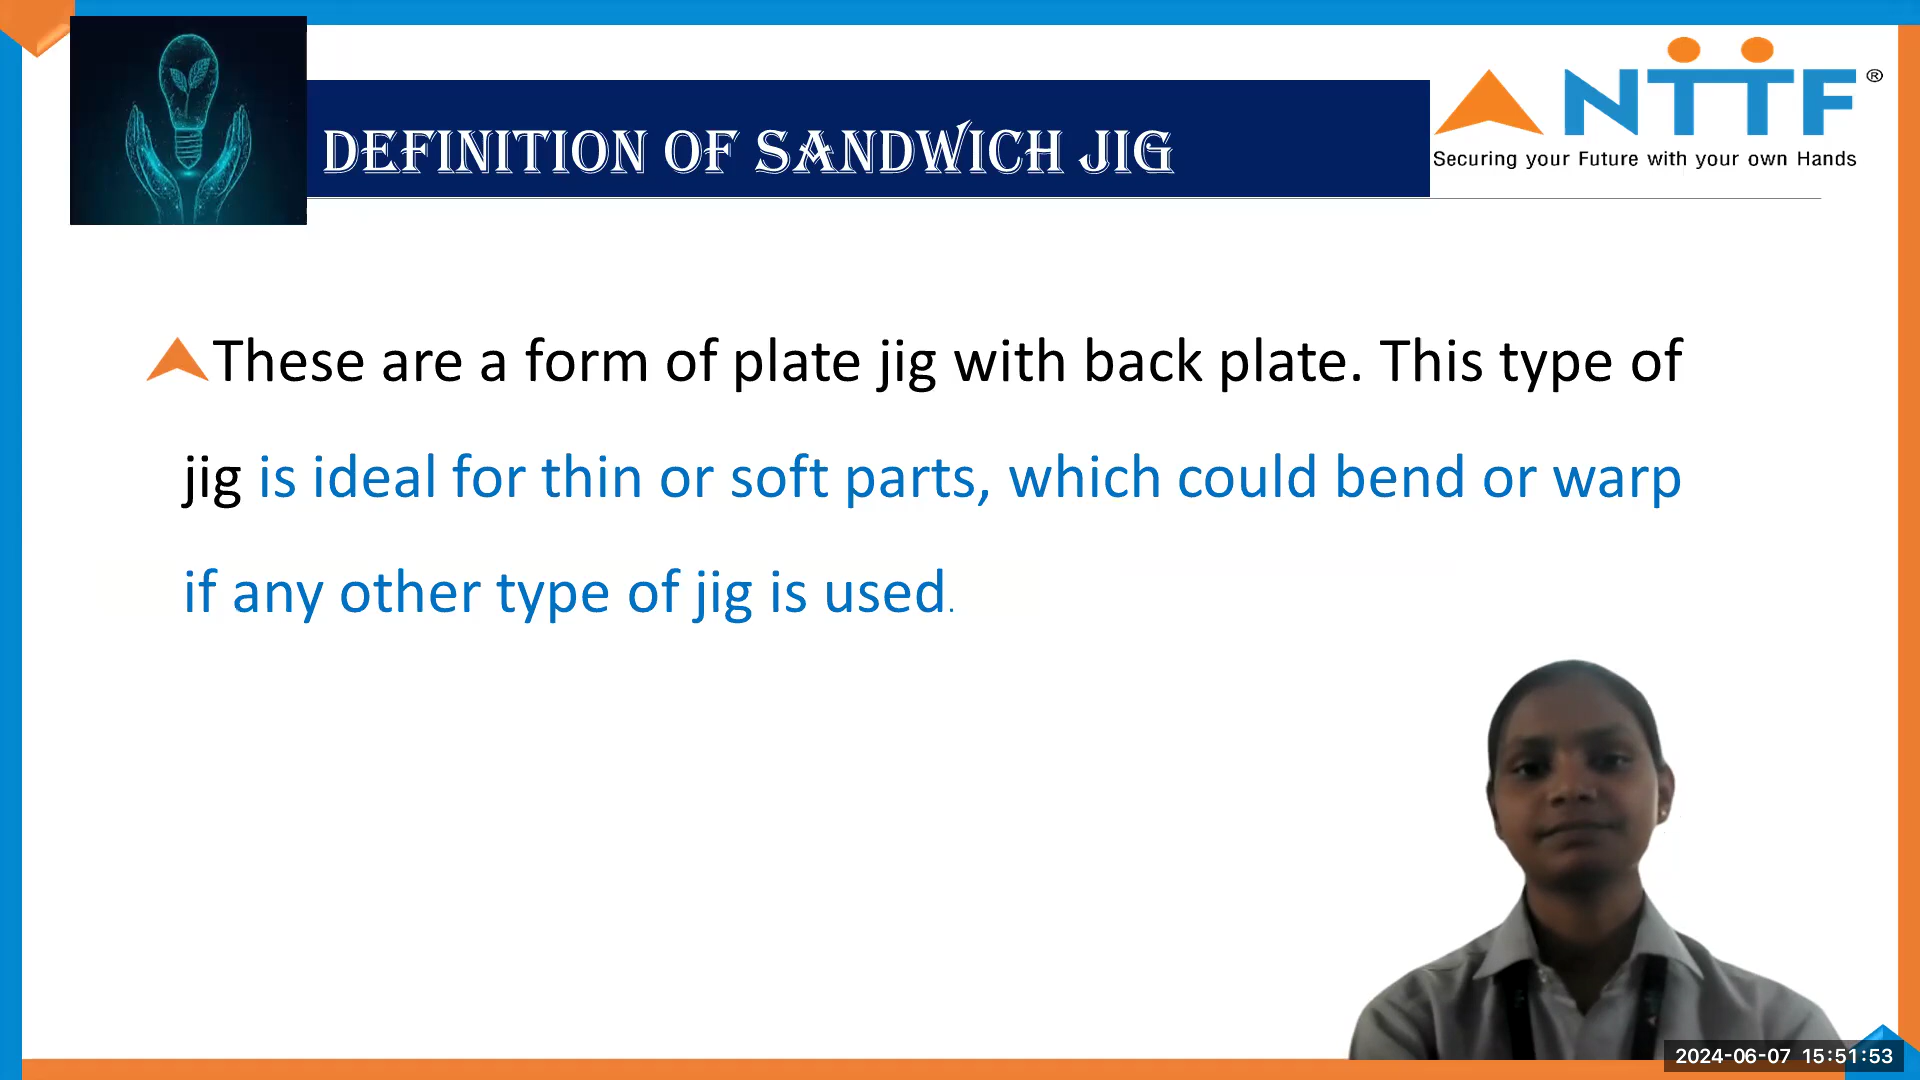 DEFINITION OF SANDWICH JIG
NTTF ®
Securing your Future with your own Hands
These are a form of plate jig with back plate. This type of
jig is ideal for thin or soft parts, which could bend or warp
if any other type of jig is used.
2024-06-07 15:51:53